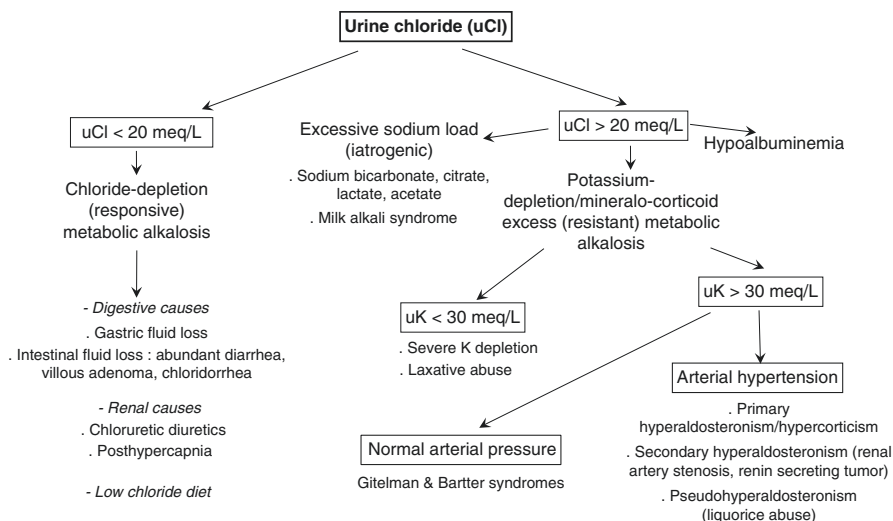 Urine chloride (uCl)
uCl < 20 meq/L
Chloride-depletion
(responsive)
metabolic alkalosis
- Digestive causes
. Gastric fluid loss
. Intestinal fluid loss : abundant diarrhea,
villous adenoma, chloridorrhea
- Renal causes
. Chloruretic diuretics
. Posthypercapnia
- Low chloride diet
Excessive sodium load
(iatrogenic)
. Sodium bicarbonate, citrate,
lactate, acetate
. Milk alkali syndrome
uCl > 20 meq/L
Hypoalbuminemia
Potassium-
depletion/mineralo-corticoid
excess (resistant) metabolic
alkalosis
uK < 30 meq/L
. Severe K depletion
. Laxative abuse
uK > 30 meq/L
Normal arterial pressure
Gitelman & Bartter syndromes
Arterial hypertension
. Primary
hyperaldosteronism/hypercorticism
. Secondary hyperaldosteronism (renal
artery stenosis, renin secreting tumor)
. Pseudohyperaldosteronism
(liquorice abuse)